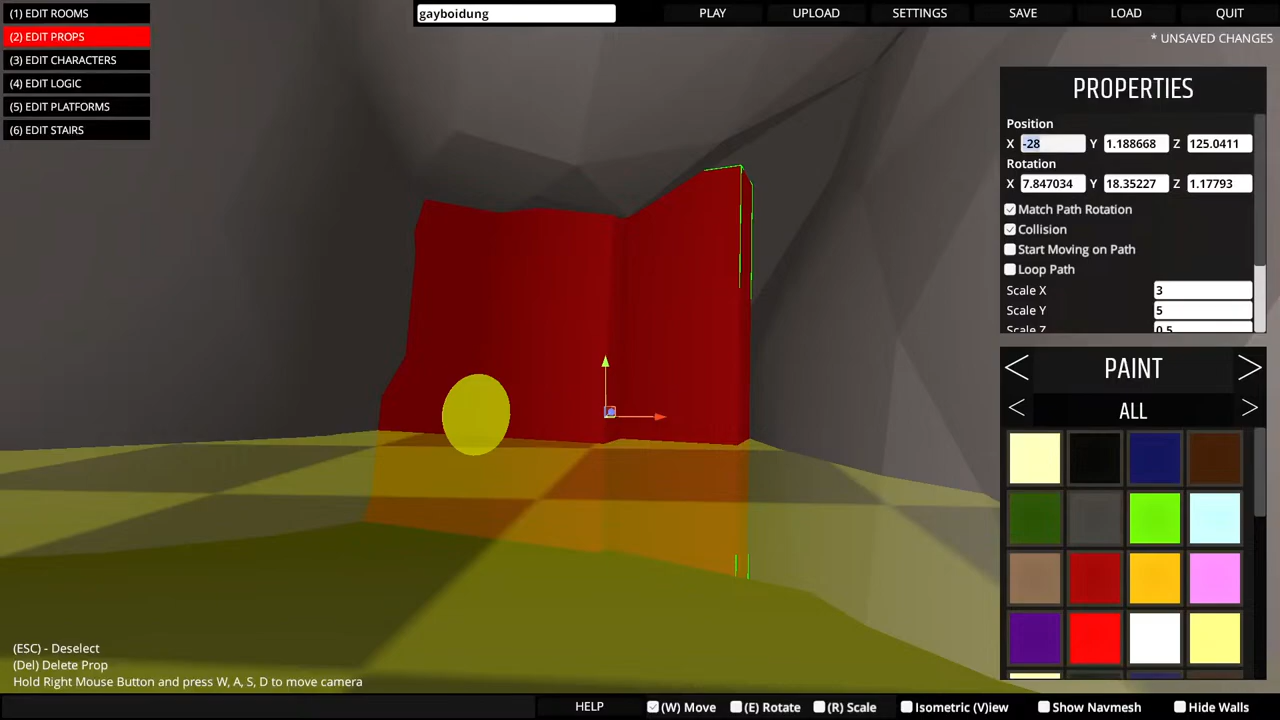 (1) EDIT ROOMS
(2) EDIT PROPS
(3) EDIT CHARACTERS
(4) EDIT LOGIC
(5) EDIT PLATFORMS
(6) EDIT STAIRS
gayboidung
PLAY
UPLOAD
SETTINGS
SAVE
LOAD
QUIT
* UNSAVED CHANGES
PROPERTIES
Position
X -28 Y 1.188668 Z 125.0411
Rotation
X 7.847034 Y 18.35227 Z 1.17793
Match Path Rotation
Collision
Start Moving on Path
Loop Path
Scale X 3
Scale Y 5
Scale Z 0.5
< PAINT >
< ALL >
(ESC) - Deselect
(Del) Delete Prop
Hold Right Mouse Button and press W, A, S, D to move camera
HELP
(W) Move
(E) Rotate
(R) Scale
Isometric (V)iew
Show Navmesh
Hide Walls